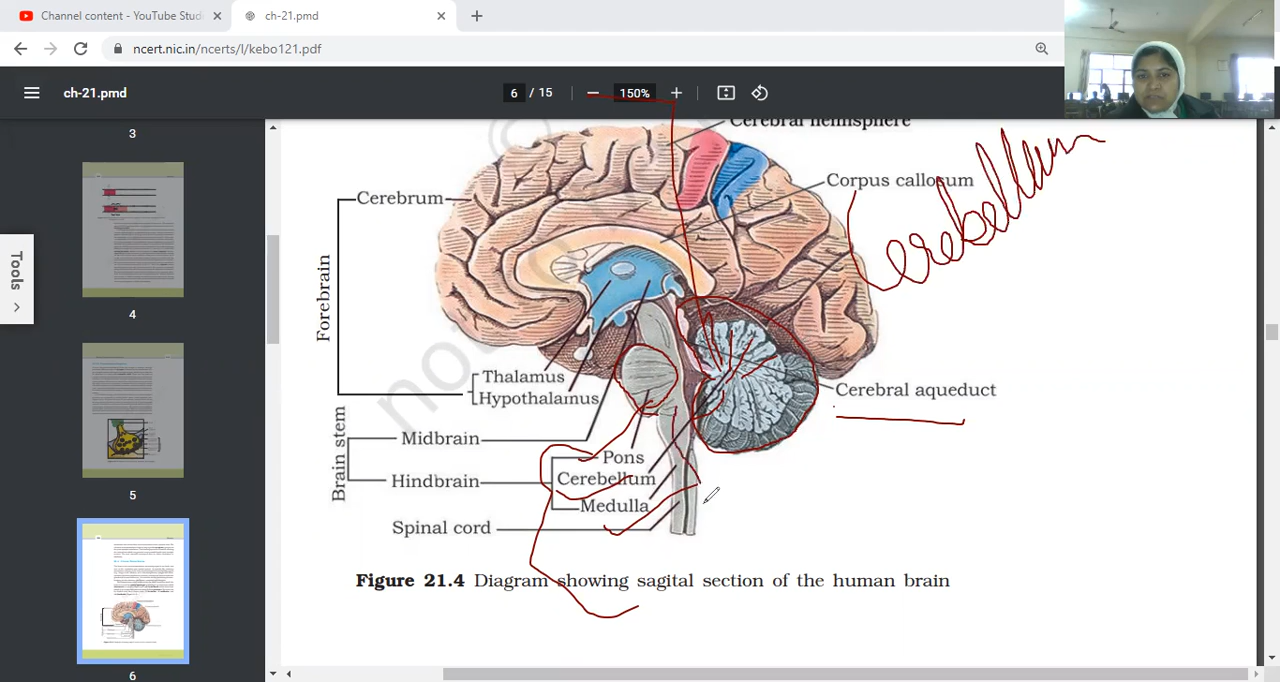 Channel content - YouTube Stud
ch-21.pmd
ncert.nic.in/ncerts/l/kebo121.pdf
ch-21.pmd
6 / 15
150%
3
4
5
6
Tools
Cerebral hemisphere
Corpus callosum
Cerebellum
Cerebrum
Forebrain
Thalamus
Hypothalamus
Cerebral aqueduct
Brain stem
Midbrain
Hindbrain
Pons
Cerebellum
Medulla
Spinal cord
Figure 21.4 Diagram showing sagital section of the human brain